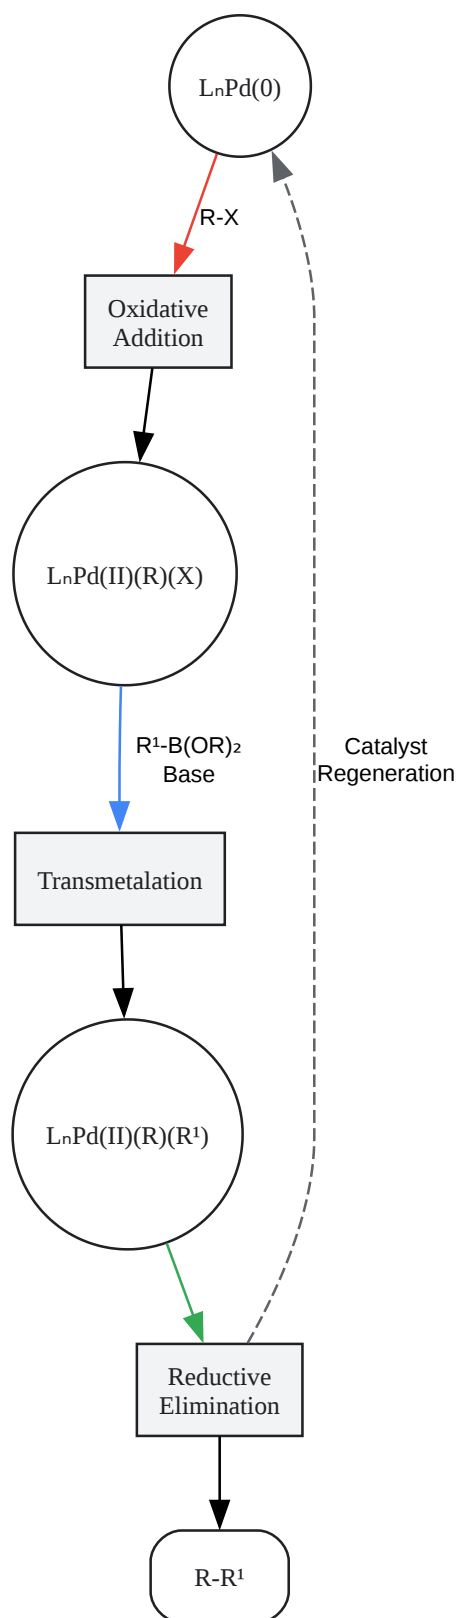 LₙPd(0)
R-X
Oxidative
Addition
LₙPd(II)(R)(X)
R¹-B(OR)₂
Base
Catalyst
Regeneration
Transmetalation
LₙPd(II)(R)(R¹)
Reductive
Elimination
R-R¹